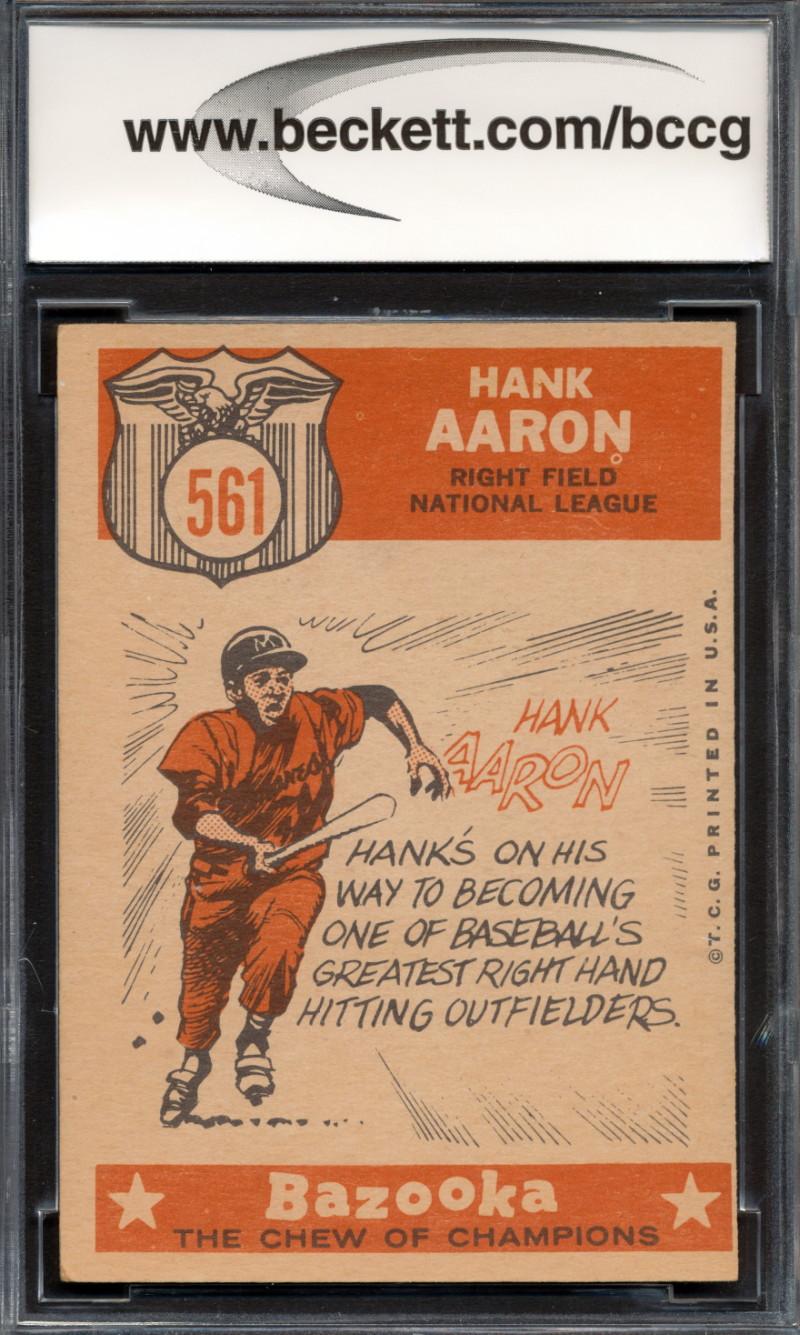 www.beckett.com/bccg
561
HANK
AARON
RIGHT FIELD
NATIONAL LEAGUE
M
Braves
HANK
AARON
HANK'S ON HIS
WAY TO BECOMING
ONE OF BASEBALL'S
GREATEST RIGHT HAND
HITTING OUTFIELDERS.
© T. C. G. PRINTED IN U.S.A.
Bazooka
THE CHEW OF CHAMPIONS